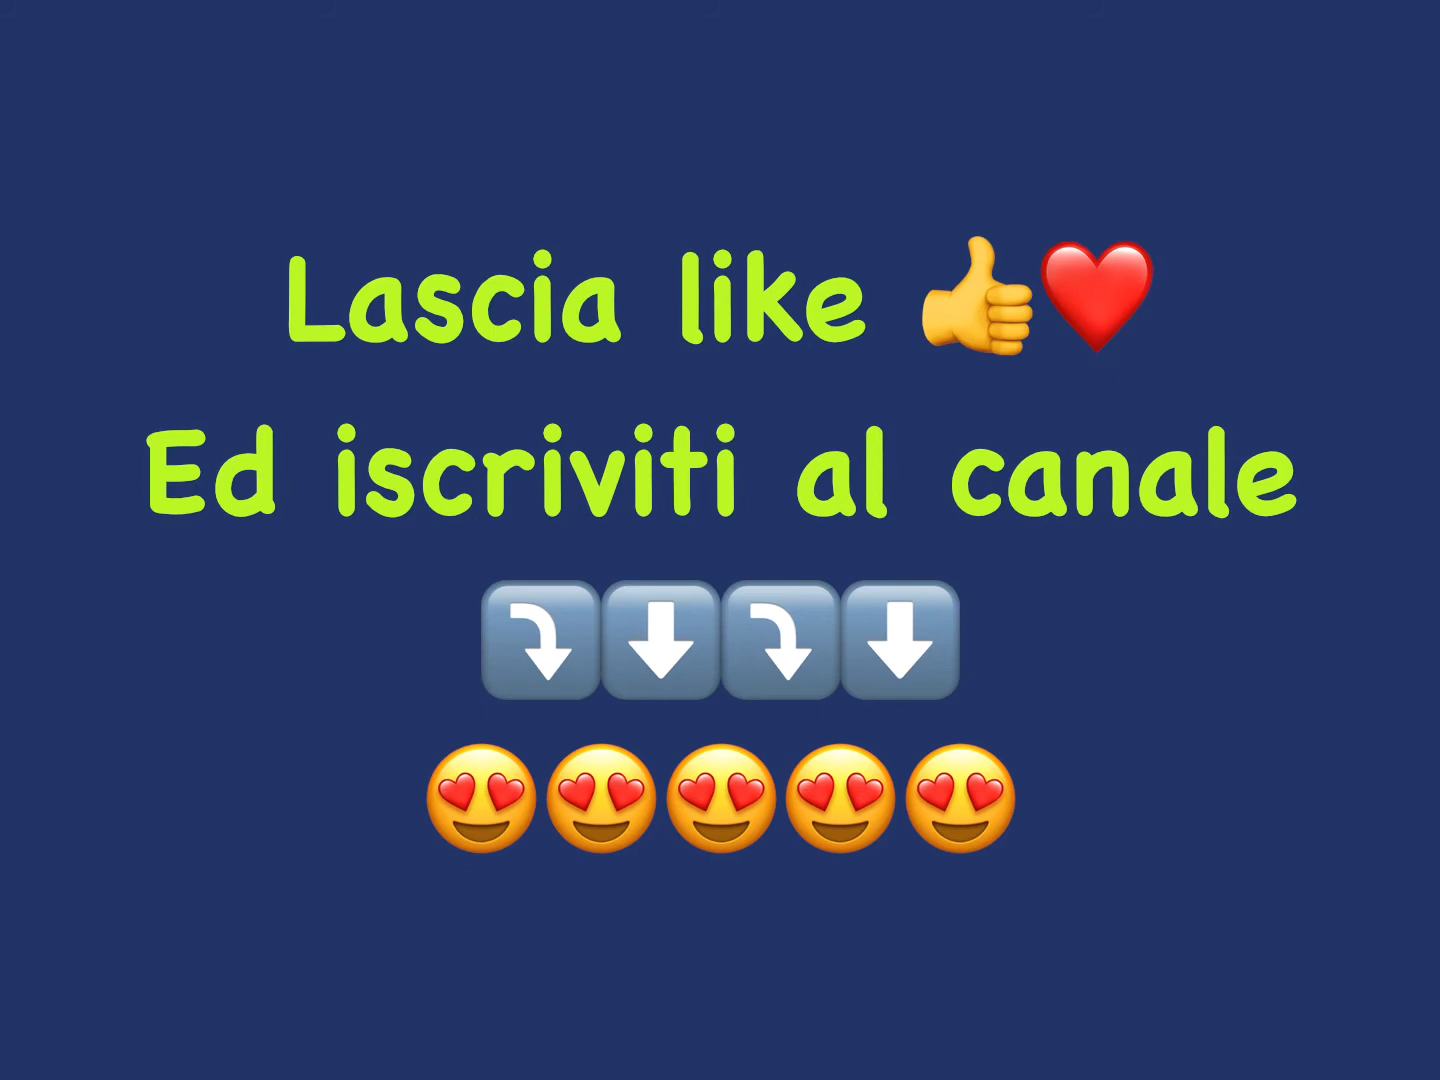 Lascia like 👍❤️
Ed iscriviti al canale
⤵️⬇️⤵️⬇️
😍😍😍😍😍